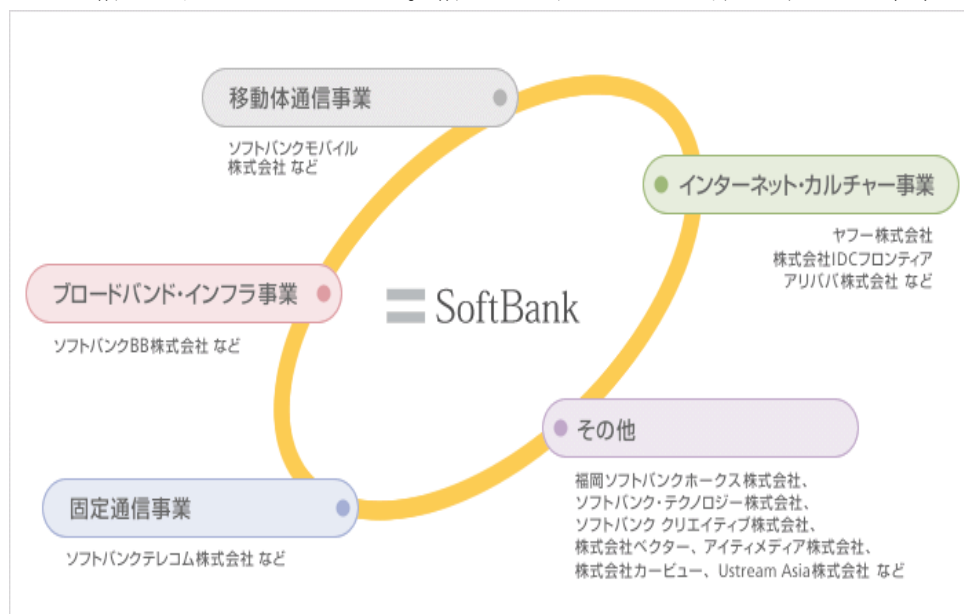 移動体通信事業
ソフトバンクモバイル
株式会社 など
インターネット・カルチャー事業
ヤフー株式会社
株式会社IDCフロンティア
アリババ株式会社 など
ブロードバンド・インフラ事業
ソフトバンクBB株式会社 など
SoftBank
その他
福岡ソフトバンクホークス株式会社、
ソフトバンク・テクノロジー株式会社、
ソフトバンク クリエイティブ株式会社、
株式会社ベクター、アイティメディア株式会社、
株式会社カービュー、Ustream Asia株式会社 など
固定通信事業
ソフトバンクテレコム株式会社 など